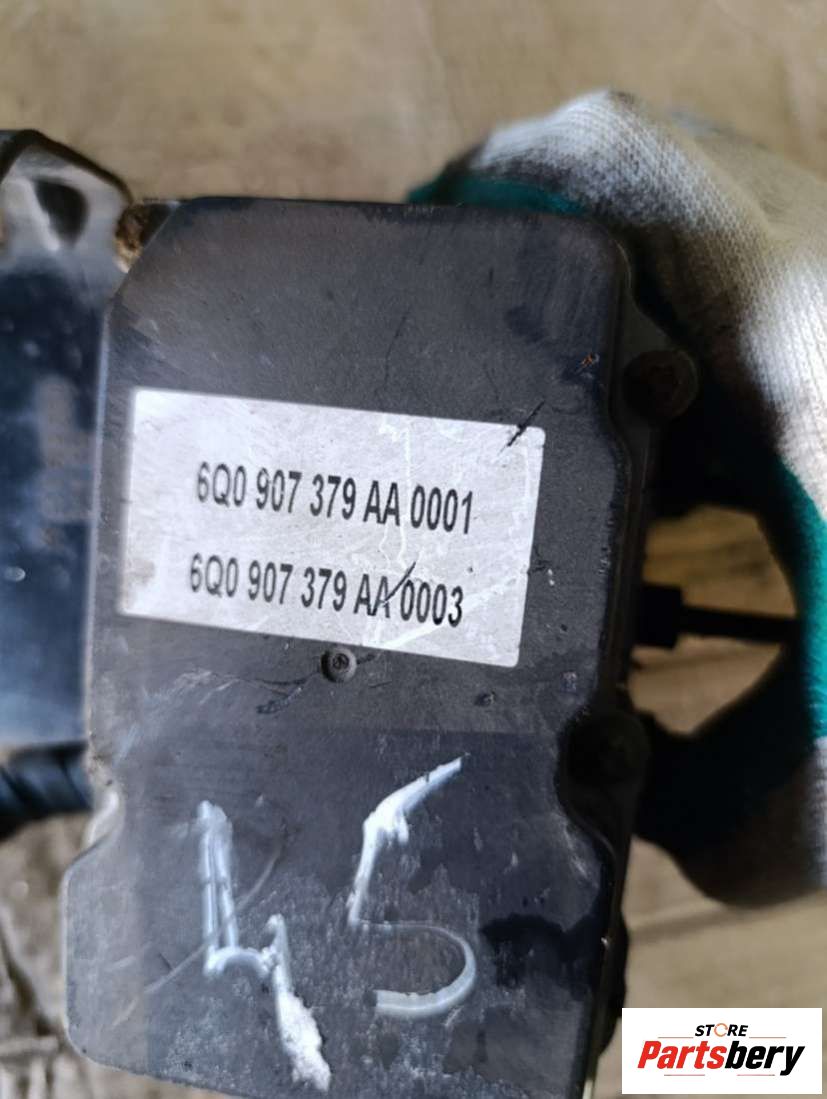 6Q0 907 379 AA 0001
6Q0 907 379 AA 0003
45
STORE
Partsbery